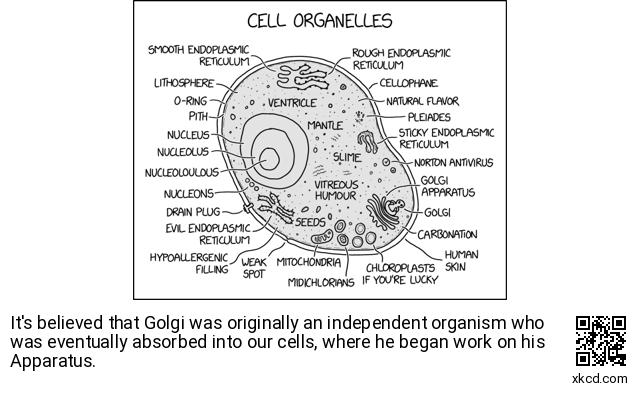 CELL ORGANELLES
SMOOTH ENDOPLASMIC
RETICULUM
ROUGH ENDOPLASMIC
RETICULUM
LITHOSPHERE
CELLOPHANE
O-RING
VENTRICLE
NATURAL FLAVOR
PITH
MANTLE
PLEIADES
NUCLEUS
STICKY ENDOPLASMIC
RETICULUM
NUCLEOLUS
SLIME
NORTON ANTIVIRUS
NUCLEOLOULOUS
VITREOUS
HUMOUR
GOLGI
APPARATUS
NUCLEONS
DRAIN PLUG
GOLGI
EVIL ENDOPLASMIC
RETICULUM
SEEDS
CARBONATION
HYPOALLERGENIC
FILLING
WEAK
SPOT
MITOCHONDRIA
MIDICHLORIANS
CHLOROPLASTS
IF YOU'RE LUCKY
HUMAN
SKIN
It's believed that Golgi was originally an independent organism who
was eventually absorbed into our cells, where he began work on his
Apparatus.
xkcd.com